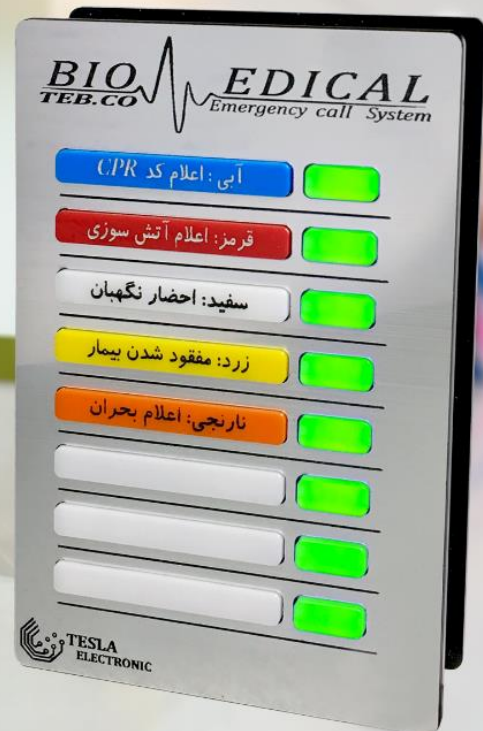 BIO MEDICAL
TEB.CO Emergency call System
آبی: اعلام کد CPR
قرمز: اعلام آتش سوزی
سفید: احضار نگهبان
زرد: مفقود شدن بیمار
نارنجی: اعلام بحران
TESLA
ELECTRONIC